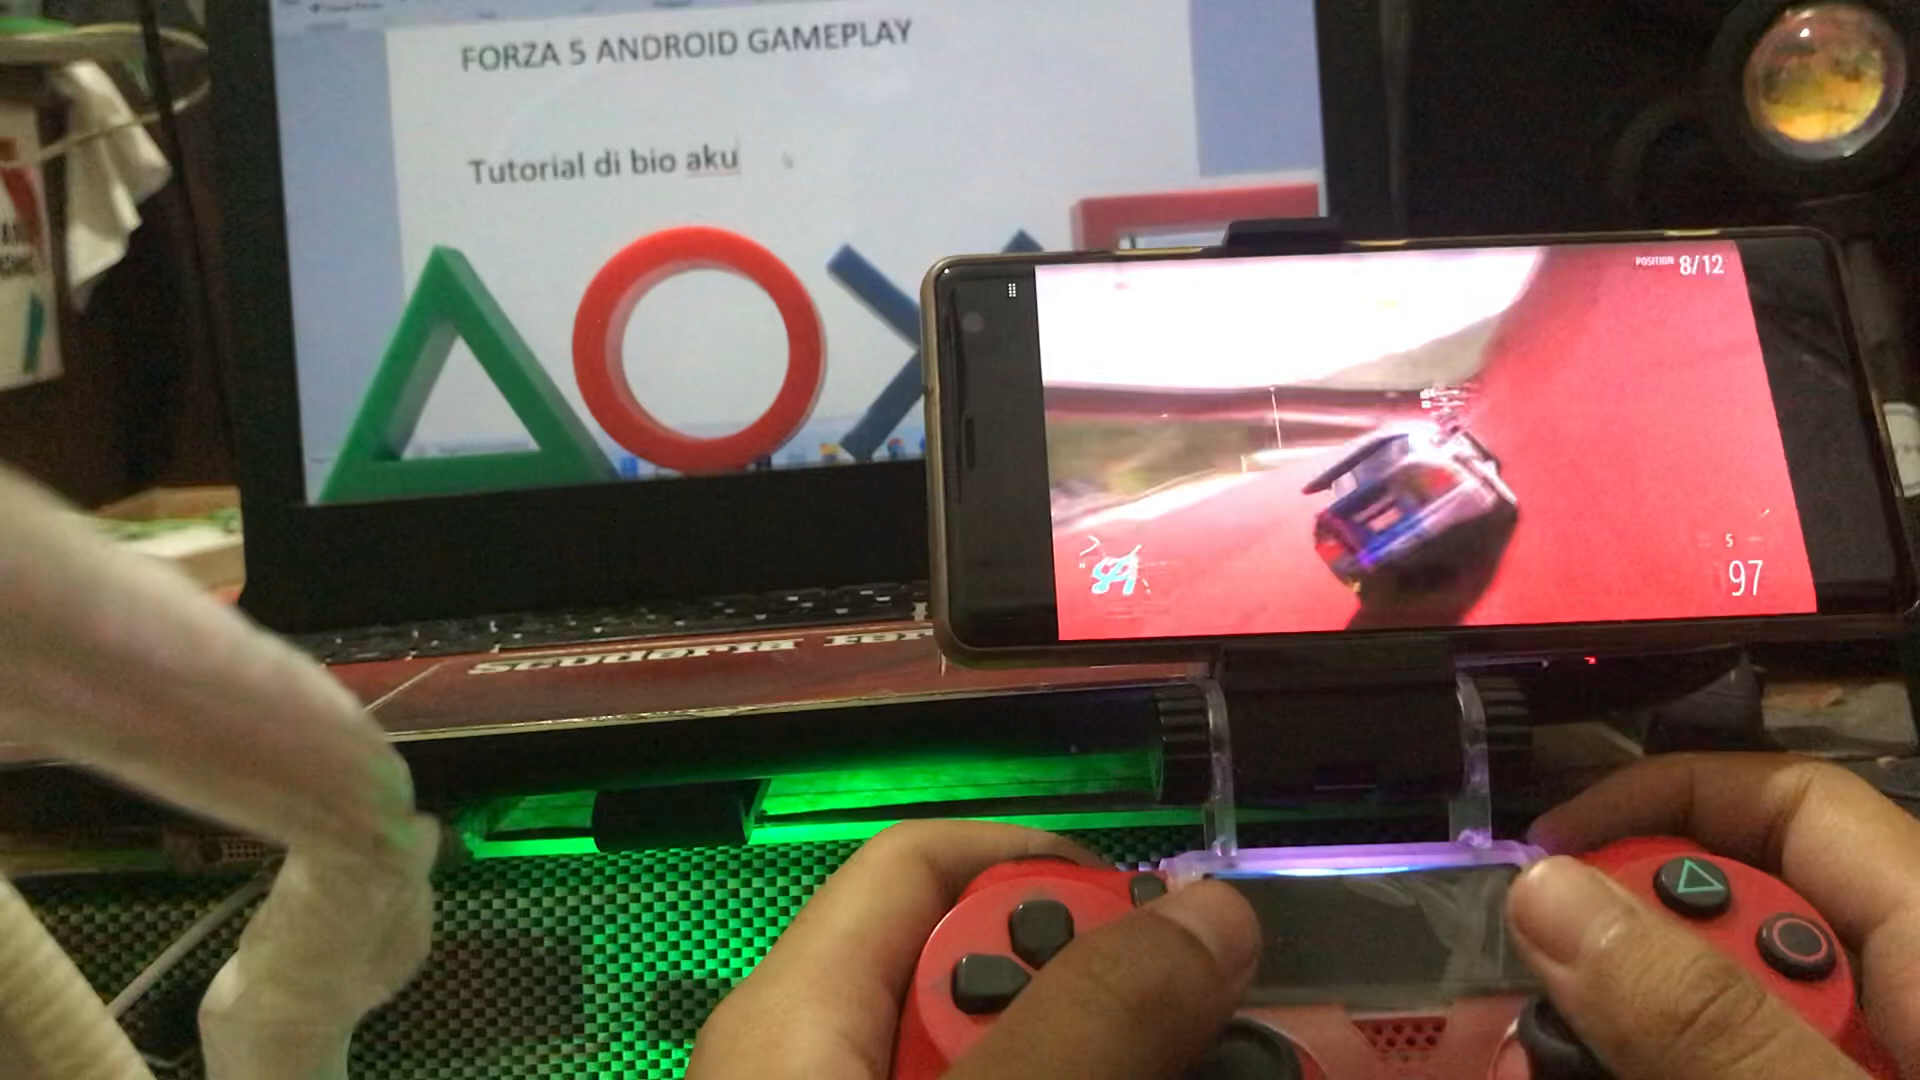 FORZA 5 ANDROID GAMEPLAY
Tutorial di bio aku
POSITION 8/12
5
97
scuderia